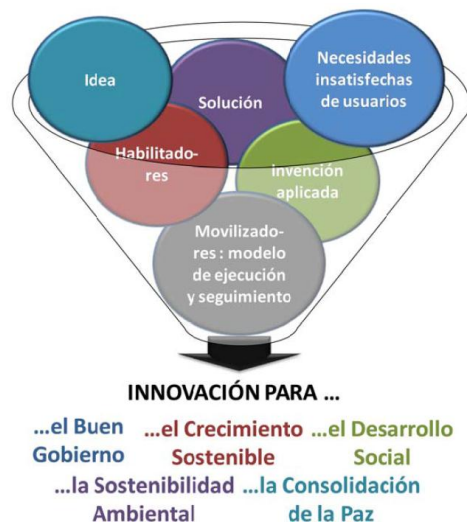 Idea
Solución
Necesidades
insatisfechas
de usuarios
Habilitado-
res
Invención
aplicada
Movilizado-
res : modelo
de ejecución
y seguimiento
INNOVACIÓN PARA ...
...el Buen
Gobierno
...el Crecimiento
Sostenible
...el Desarrollo
Social
...la Sostenibilidad
Ambiental
...la Consolidación
de la Paz